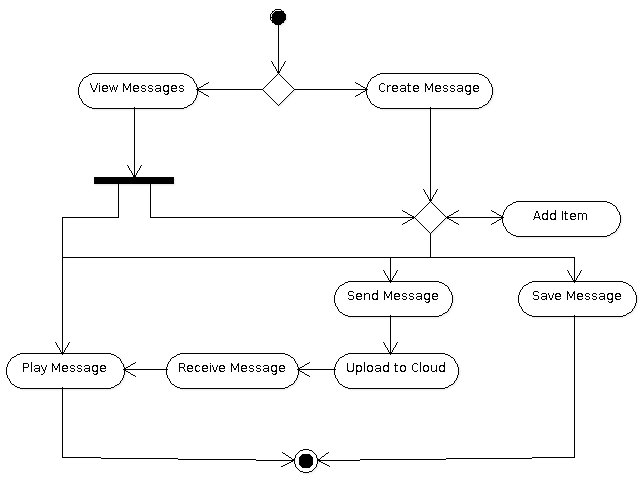 View Messages
Create Message
Add Item
Send Message
Save Message
Play Message
Receive Message
Upload to Cloud